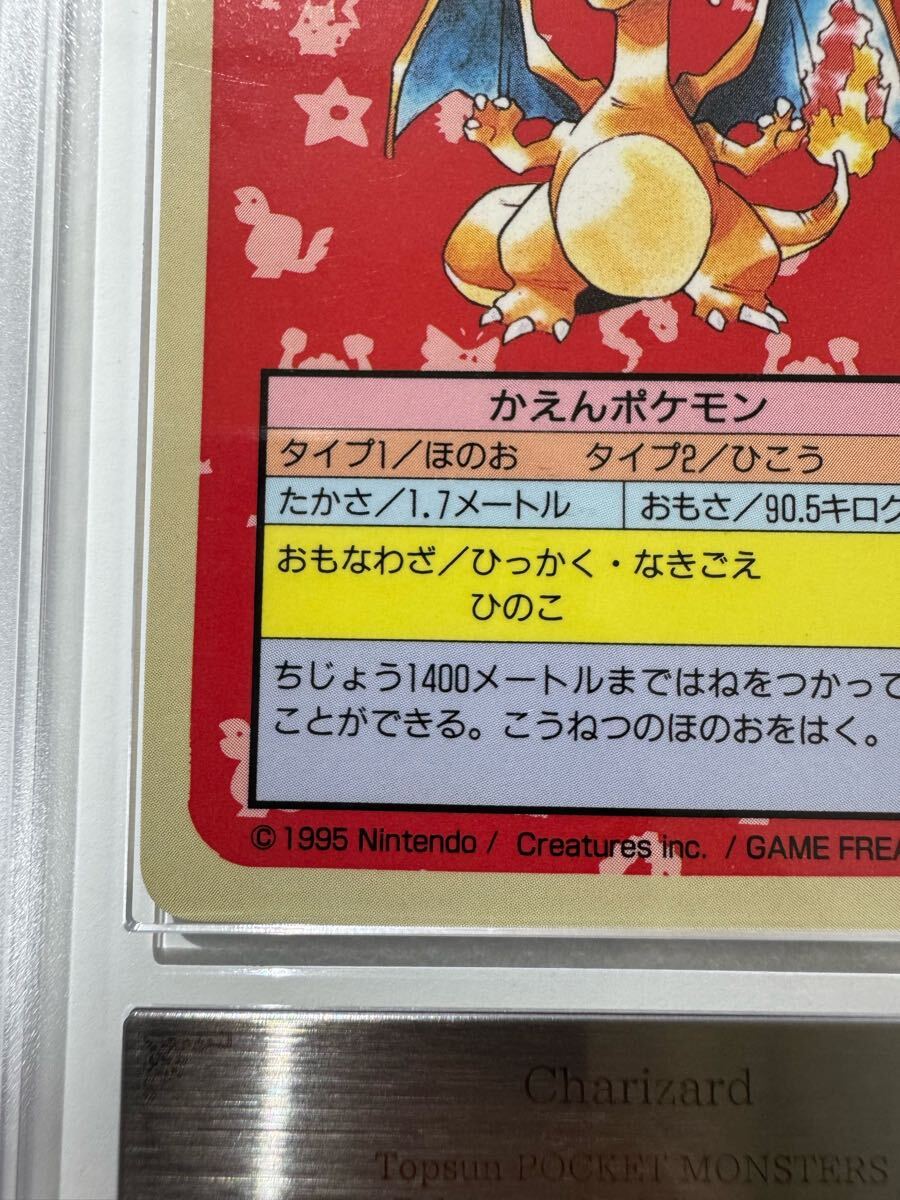 かえんポケモン
タイプ1／ほのお　タイプ2／ひこう
たかさ／1.7メートル　おもさ／90.5キログ
おもなわざ／ひっかく・なきごえ
ひのこ
ちじょう1400メートルまではねをつかって
ことができる。こうねつのほのおをはく。
© 1995 Nintendo / Creatures inc. / GAME FREA
Charizard
Topsun POCKET MONSTERS